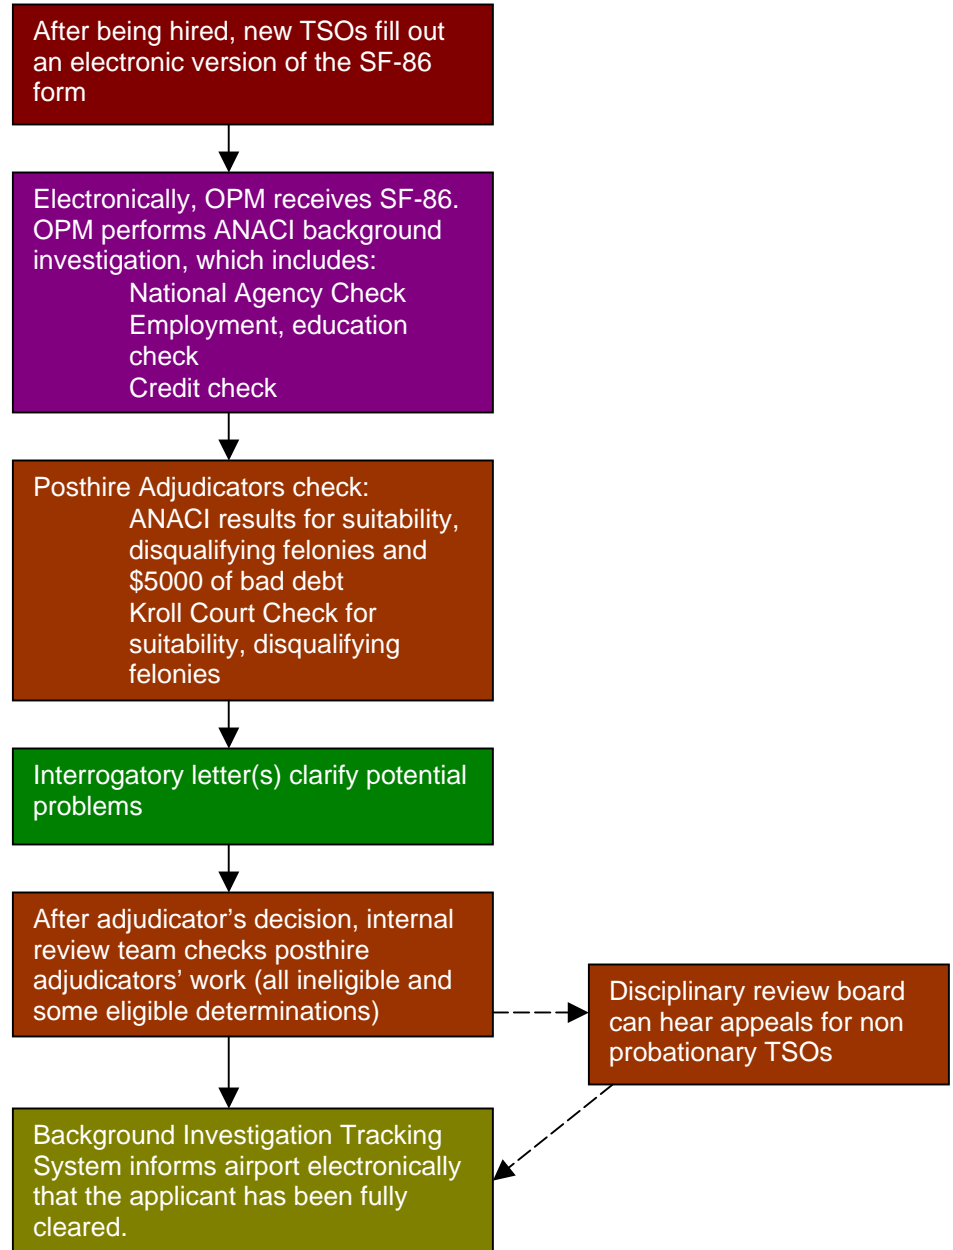 After being hired, new TSOs fill out
an electronic version of the SF-86
form
Electronically, OPM receives SF-86.
OPM performs ANACI background
investigation, which includes:
National Agency Check
Employment, education
check
Credit check
Posthire Adjudicators check:
ANACI results for suitability,
disqualifying felonies and
$5000 of bad debt
Kroll Court Check for
suitability, disqualifying
felonies
Interrogatory letter(s) clarify potential
problems
After adjudicator’s decision, internal
review team checks posthire
adjudicators’ work (all ineligible and
some eligible determinations)
Disciplinary review board
can hear appeals for non
probationary TSOs
Background Investigation Tracking
System informs airport electronically
that the applicant has been fully
cleared.